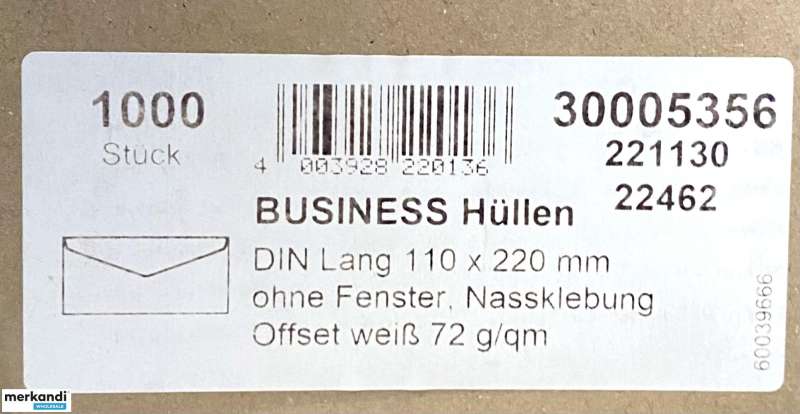 1000
Stück
4 003928 220136
30005356
221130
22462
BUSINESS Hüllen
DIN Lang 110 x 220 mm
ohne Fenster, Nassklebung
Offset weiß 72 g/qm
60039666
merkandi
WHOLESALE